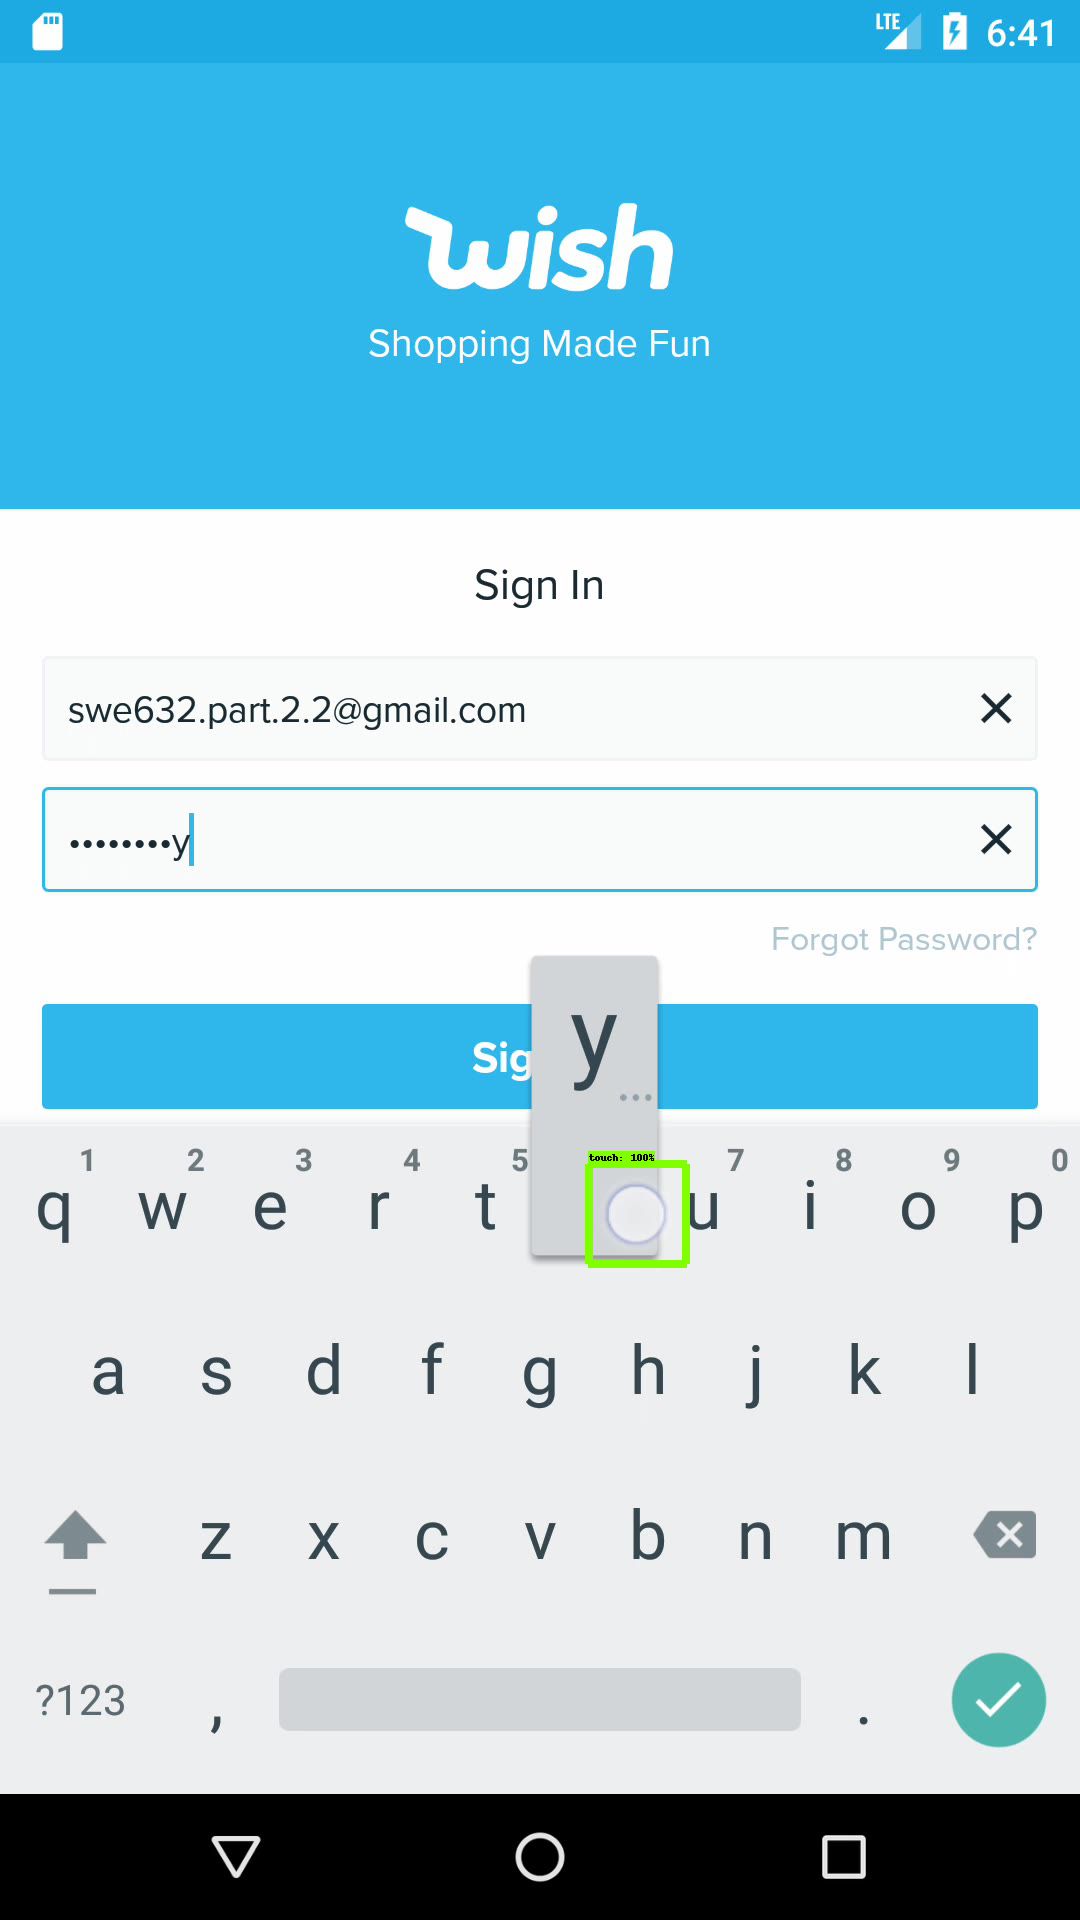 LTE 6:41
wish
Shopping Made Fun
Sign In
swe632.part.2.2@gmail.com
••••••••y
Forgot Password?
Sig
y
...
touch: 100%
1 2 3 4 5 7 8 9 0
q w e r t u i o p
a s d f g h j k l
z x c v b n m
?123 , .